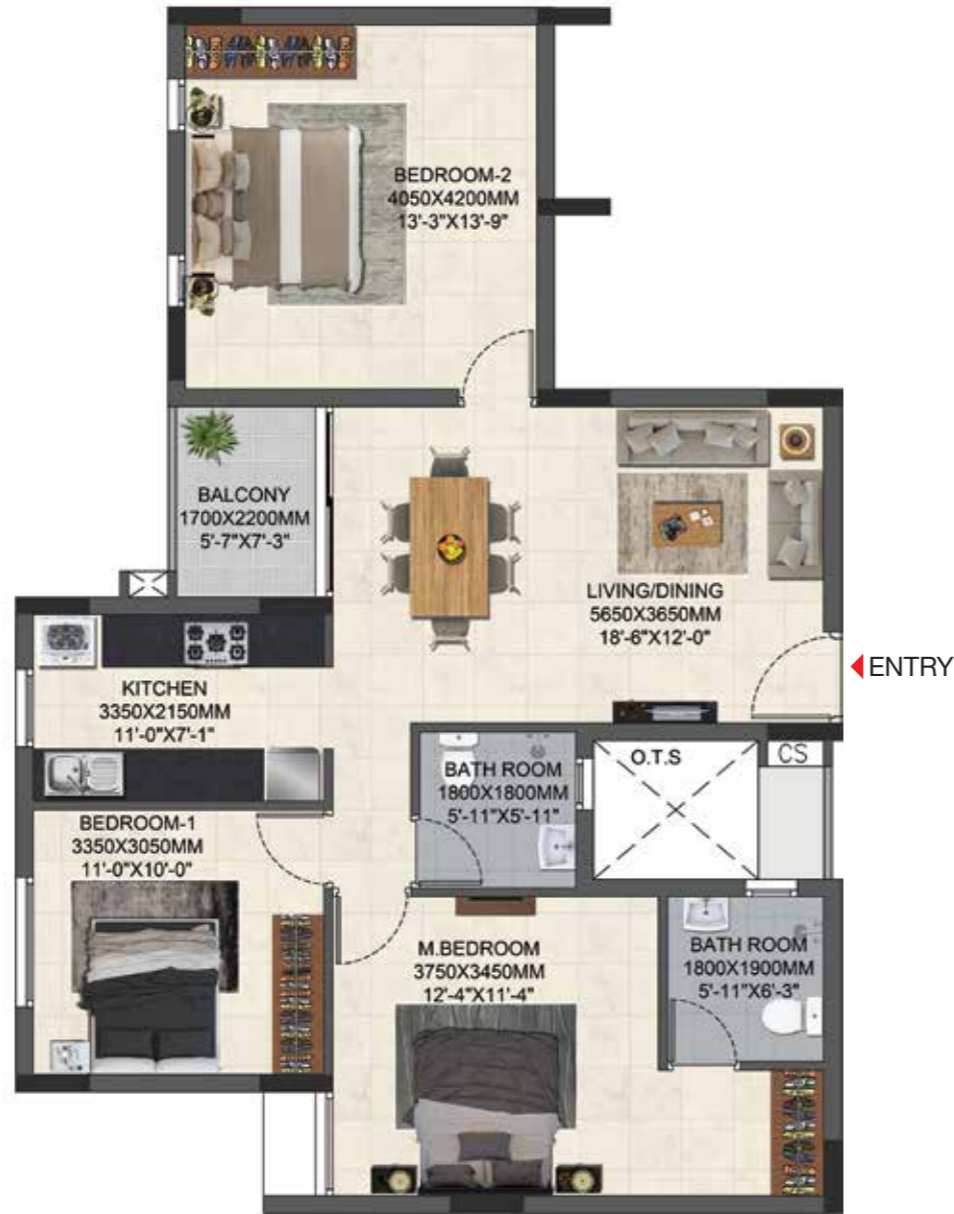 BEDROOM-2
4050X4200MM
13'-3"X13'-9"
BALCONY
1700X2200MM
5'-7"X7'-3"
LIVING/DINING
5650X3650MM
18'-6"X12'-0"
ENTRY
KITCHEN
3350X2150MM
11'-0"X7'-1"
BATH ROOM
1800X1800MM
5'-11"X5'-11"
O.T.S
CS
BEDROOM-1
3350X3050MM
11'-0"X10'-0"
M.BEDROOM
3750X3450MM
12'-4"X11'-4"
BATH ROOM
1800X1900MM
5'-11"X6'-3"